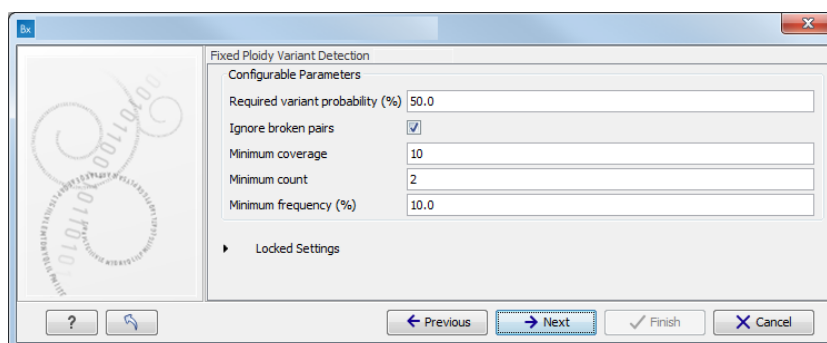 Bx
Fixed Ploidy Variant Detection
Configurable Parameters
Required variant probability (%) 50.0
Ignore broken pairs
Minimum coverage 10
Minimum count 2
Minimum frequency (%) 10.0
Locked Settings
? Previous Next Finish Cancel